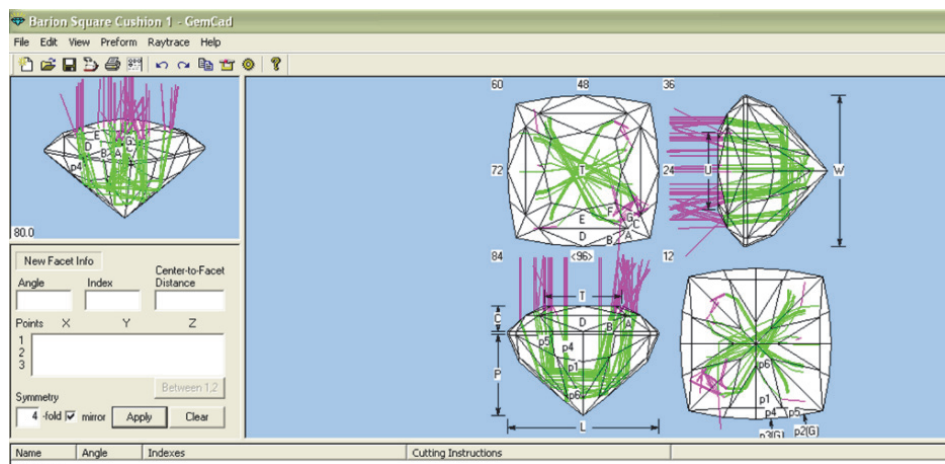 Barion Square Cushion 1 - GemCad
File Edit View Preform Raytrace Help
E
D
G
B
A
C
p4
80.0
New Facet Info
Angle
Index
Center-to-Facet
Distance
Points X Y Z
1
2
3
Between 1,2
Symmetry
4 -fold mirror Apply Clear
60 48 36
72
T
24
U
W
F
G
E
C
D
B
A
84 <96> 12
T
C
D
B
A
p5
p4
P
p1
p6
L
p6
p1
p4
p5
p3(G)
p2(G)
Name Angle Indexes Cutting Instructions